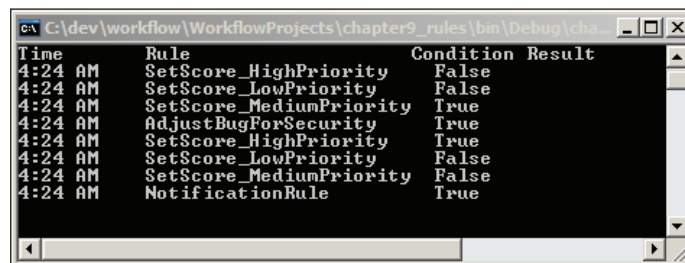 C:\dev\workflow\WorkflowProjects\chapter9_rules\bin\Debug\cha...
Time Rule Condition Result
4:24 AM SetScore_HighPriority False
4:24 AM SetScore_LowPriority False
4:24 AM SetScore_MediumPriority True
4:24 AM AdjustBugForSecurity True
4:24 AM SetScore_HighPriority True
4:24 AM SetScore_LowPriority False
4:24 AM SetScore_MediumPriority False
4:24 AM NotificationRule True